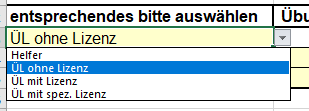 entsprechendes bitte auswählen Übu
ÜL ohne Lizenz
Helfer
ÜL ohne Lizenz
ÜL mit Lizenz
ÜL mit spez. Lizenz